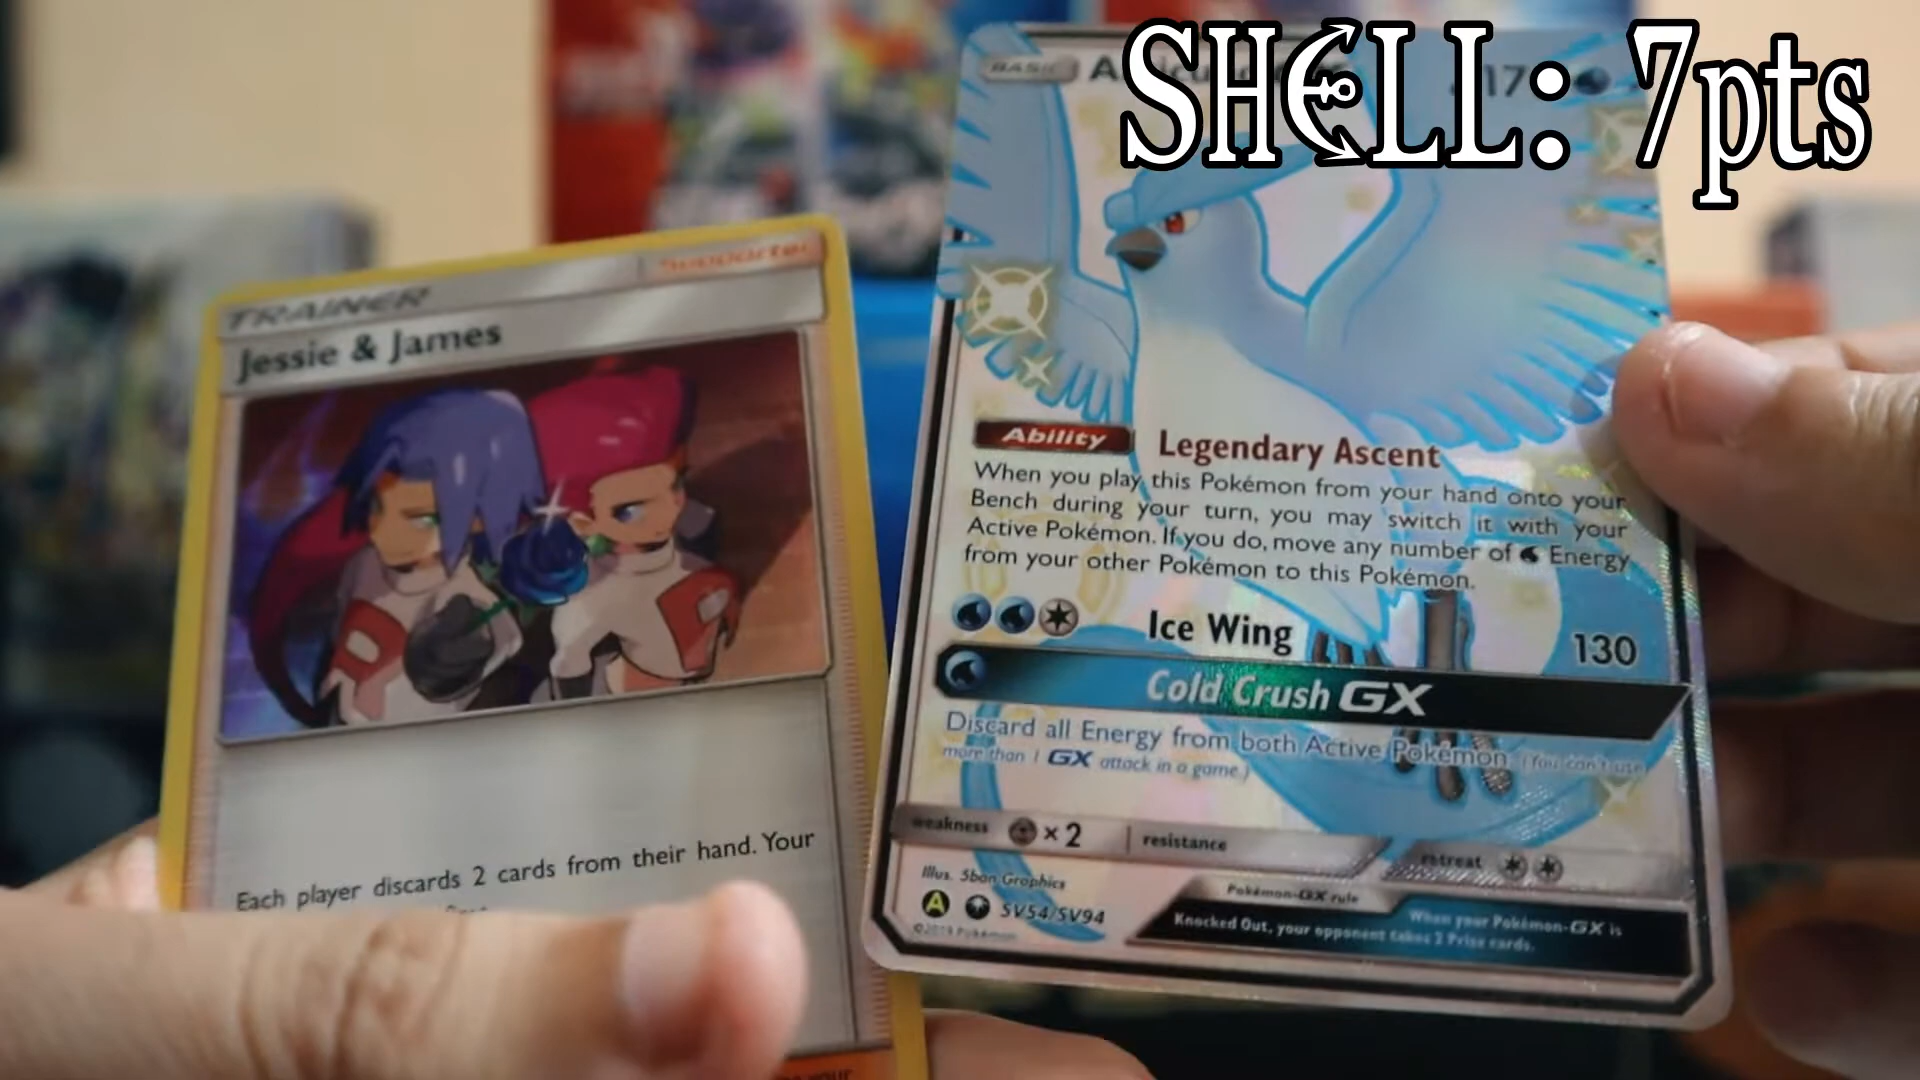 SHELL: 7pts
TRAINER
Supporter
Jessie & James
Each player discards 2 cards from their hand. Your
BASIC
Ability Legendary Ascent
When you play this Pokémon from your hand onto your
Bench during your turn, you may switch it with your
Active Pokémon. If you do, move any number of Energy
from your other Pokémon to this Pokémon.
Ice Wing 130
Cold Crush GX
Discard all Energy from both Active Pokémon. (You can't use
more than 1 GX attack in a game.)
weakness ×2 resistance
retreat
Illus. 5ban Graphics
A SV54/SV94
©2019 Pokémon
Pokémon-GX rule
When your Pokémon-GX is
Knocked Out, your opponent takes 2 Prize cards.